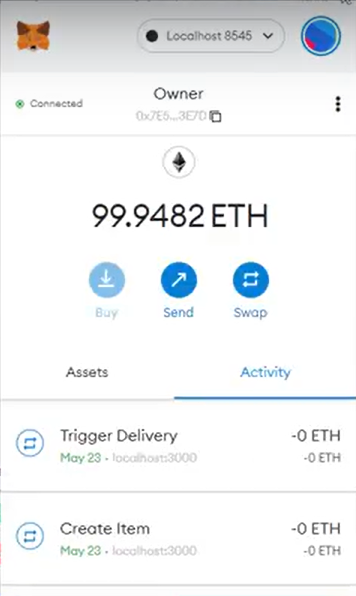 Localhost 8545
Connected
Owner
0x7E5...3E7D
99.9482 ETH
Buy
Send
Swap
Assets
Activity
Trigger Delivery
-0 ETH
May 23 · localhost:3000
-0 ETH
Create Item
-0 ETH
May 23 · localhost:3000
-0 ETH